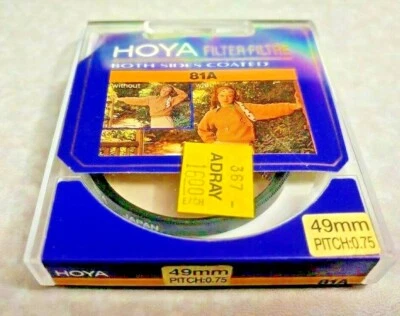 HOYA FILTER·FILTRE
BOTH SIDES COATED
81A
without
367 -
ADRAY
1600
JAPAN
49mm
PITCH:0.75
HOYA
49mm
PITCH:0.75
81A